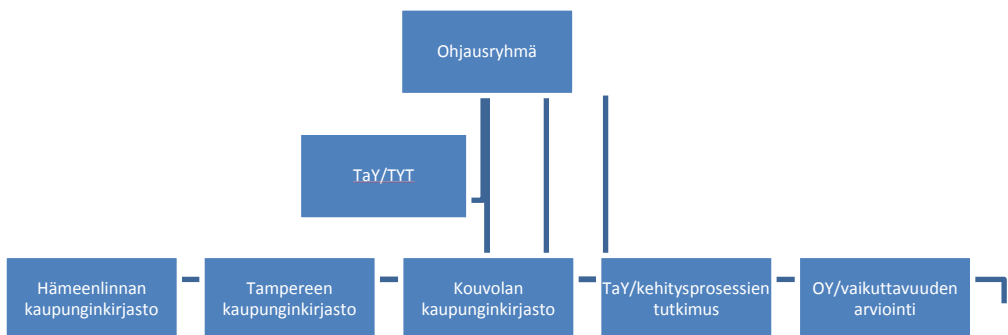 Ohjausryhmä
TaY/TYT
Hämeenlinnan
kaupunginkirjasto
Tampereen
kaupunginkirjasto
Kouvolan
kaupunginkirjasto
TaY/kehitysprosessien
tutkimus
OY/vaikuttavuuden
arviointi